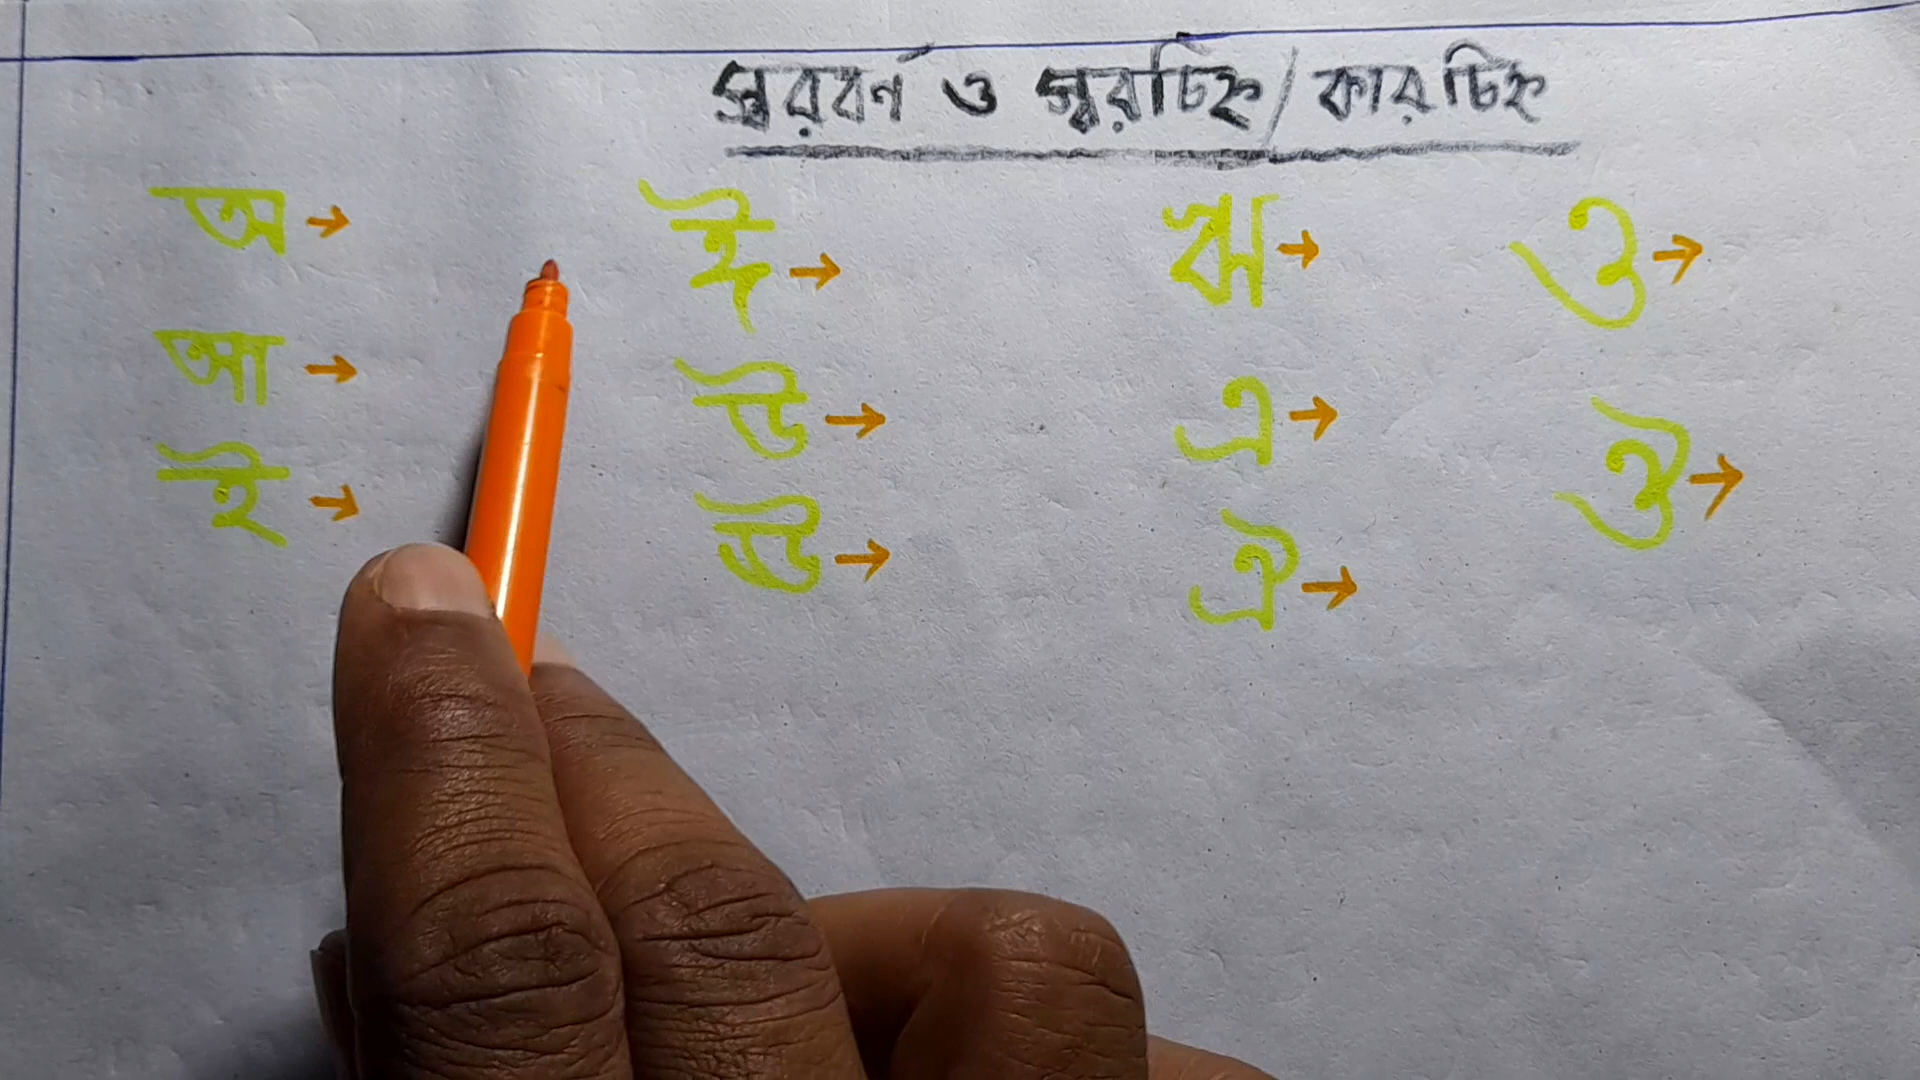 স্বরবর্ণ ও স্বরচিহ্ন/কারচিহ্ন
অ →
আ →
ই →
ঈ →
উ →
ঊ →
ঋ →
এ →
ঐ →
ও →
ঔ →